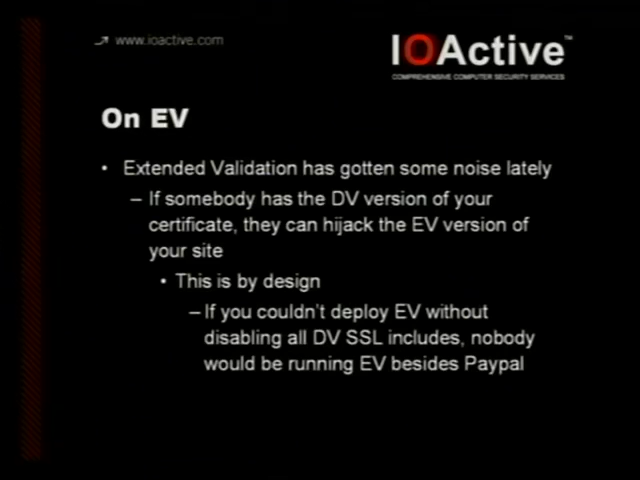 www.ioactive.com
IOActive™
COMPREHENSIVE COMPUTER SECURITY SERVICES
On EV
• Extended Validation has gotten some noise lately
– If somebody has the DV version of your
certificate, they can hijack the EV version of
your site
• This is by design
– If you couldn't deploy EV without
disabling all DV SSL includes, nobody
would be running EV besides Paypal